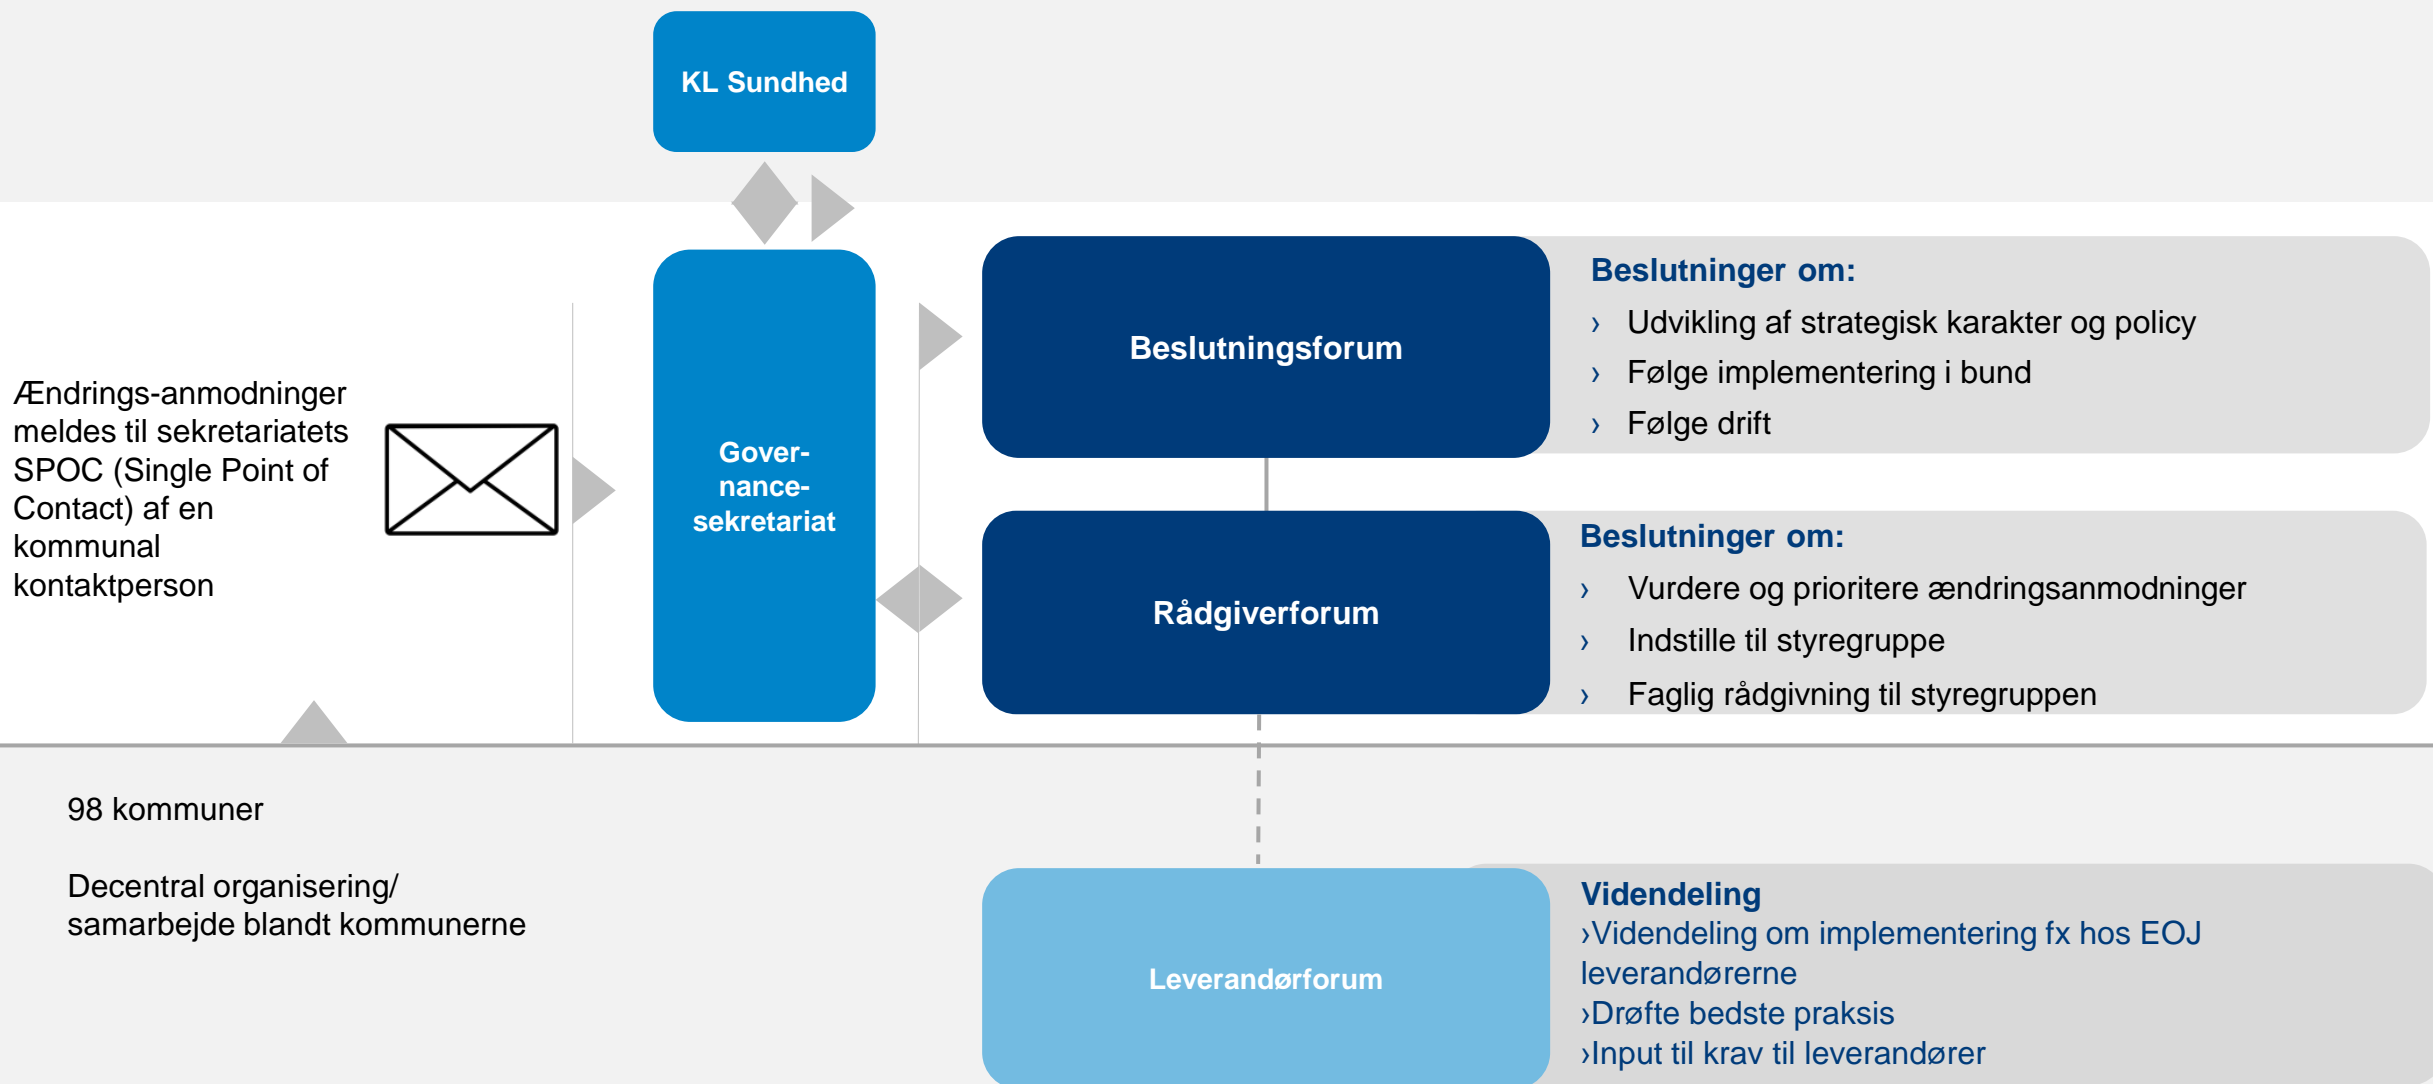 KL Sundhed
Ændrings-anmodninger
meldes til sekretariatets
SPOC (Single Point of
Contact) af en
kommunal
kontaktperson
Gover-
nance-
sekretariat
Beslutningsforum
Beslutninger om:
› Udvikling af strategisk karakter og policy
› Følge implementering i bund
› Følge drift
Rådgiverforum
Beslutninger om:
› Vurdere og prioritere ændringsanmodninger
› Indstille til styregruppe
› Faglig rådgivning til styregruppen
98 kommuner
Decentral organisering/
samarbejde blandt kommunerne
Leverandørforum
Videndeling
›Videndeling om implementering fx hos EOJ
leverandørerne
›Drøfte bedste praksis
›Input til krav til leverandører